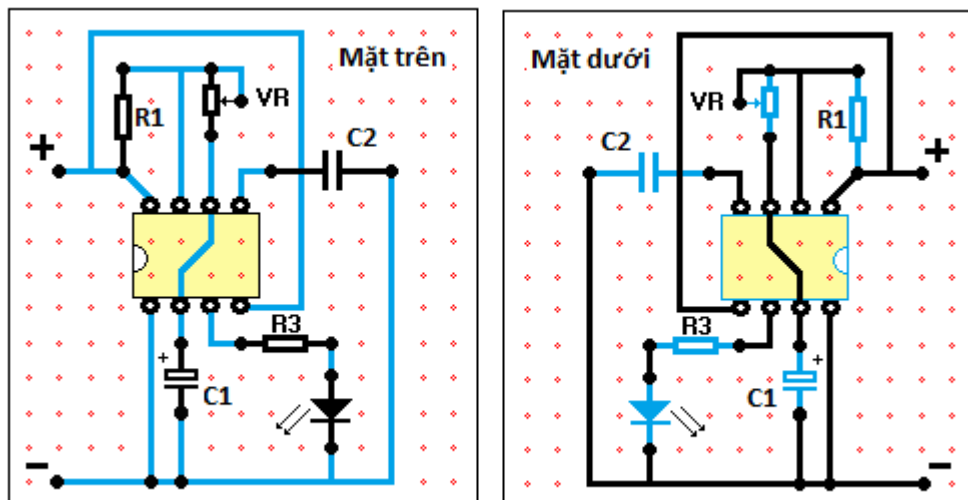 Mặt trên
VR
R1
C2
+
R3
+
C1
−
Mặt dưới
VR
R1
C2
+
R3
+
C1
−